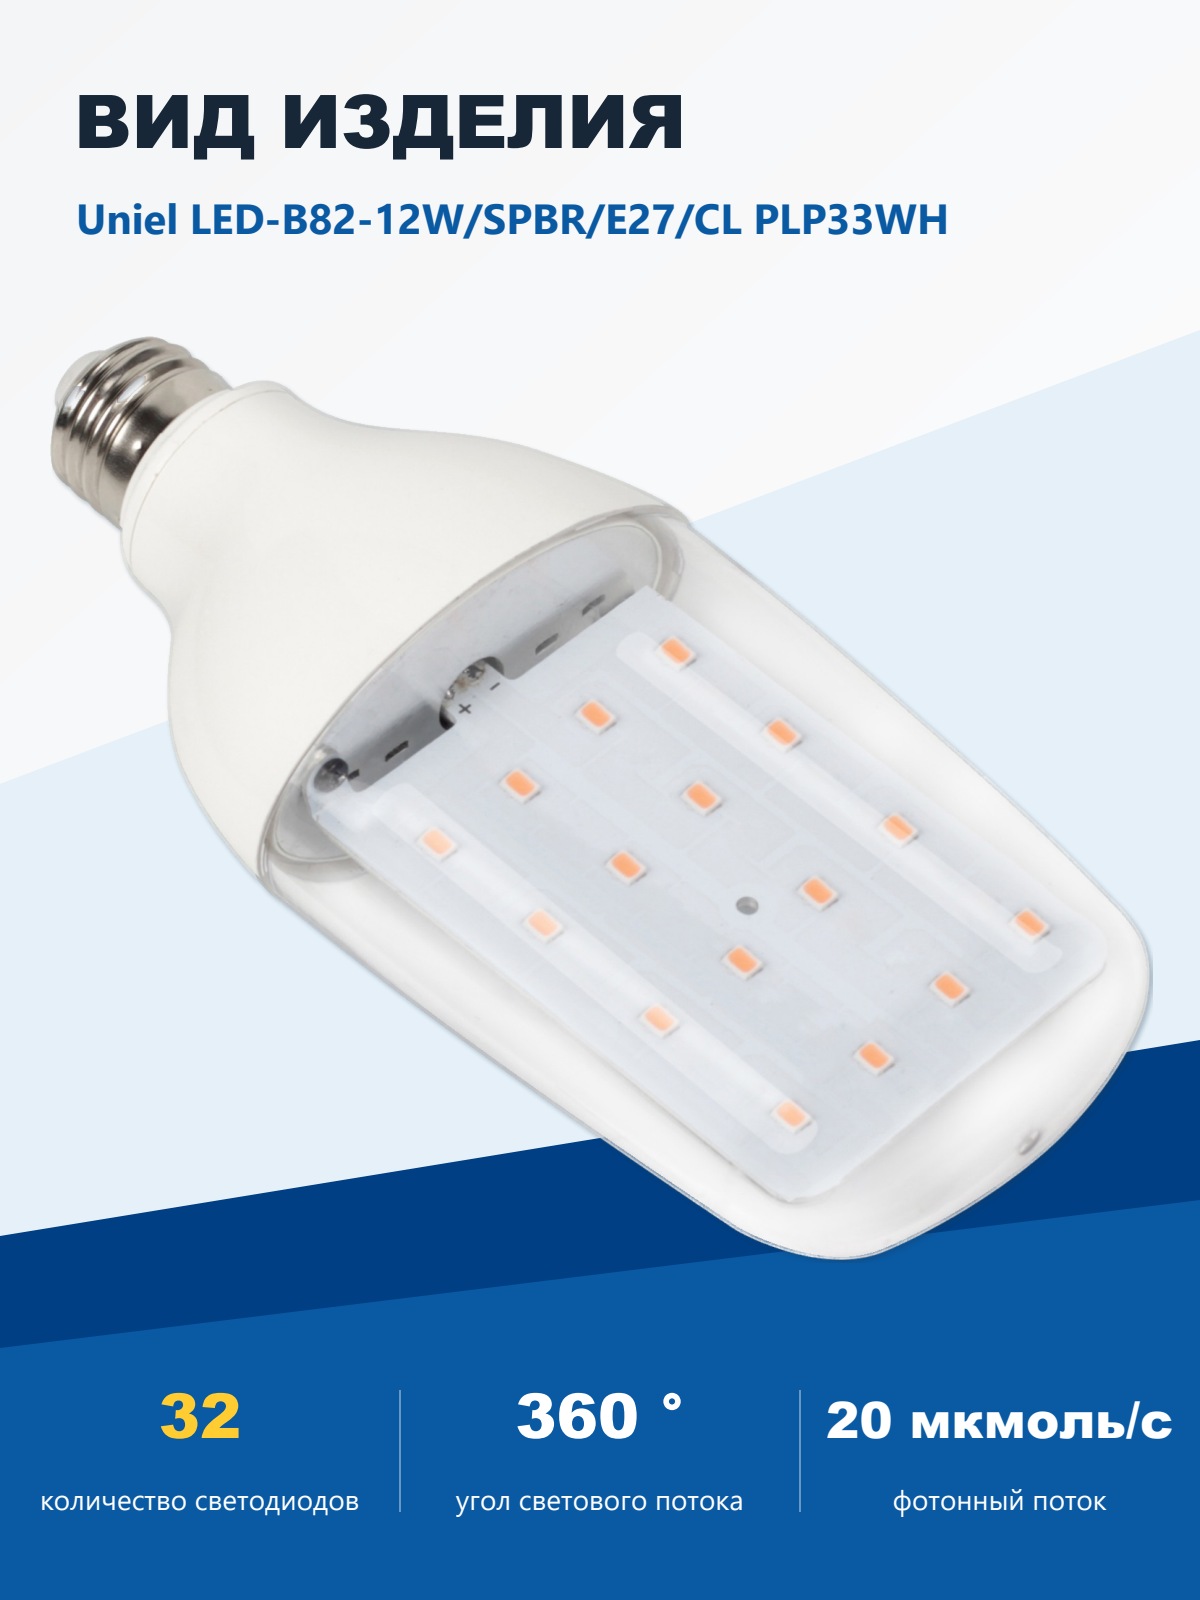 ВИД ИЗДЕЛИЯ
Uniel LED-B82-12W/SPBR/E27/CL PLP33WH
- 
+
32
количество светодиодов
360 °
угол светового потока
20 мкмоль/с
фотонный поток